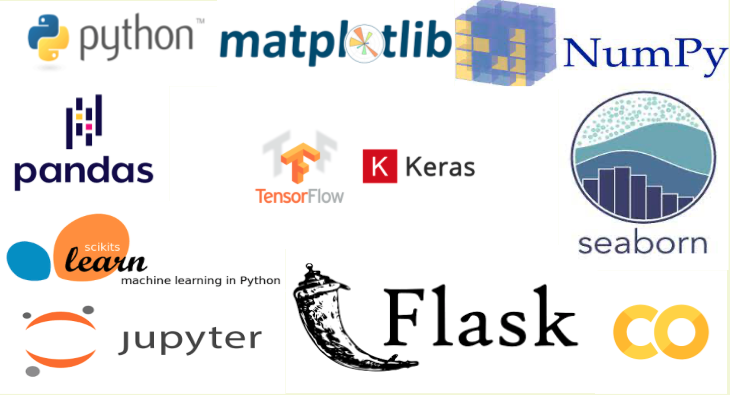 python™
matplotlib
NumPy
pandas
TensorFlow
Keras
seaborn
scikits
learn
machine learning in Python
jupyter
Flask
CO